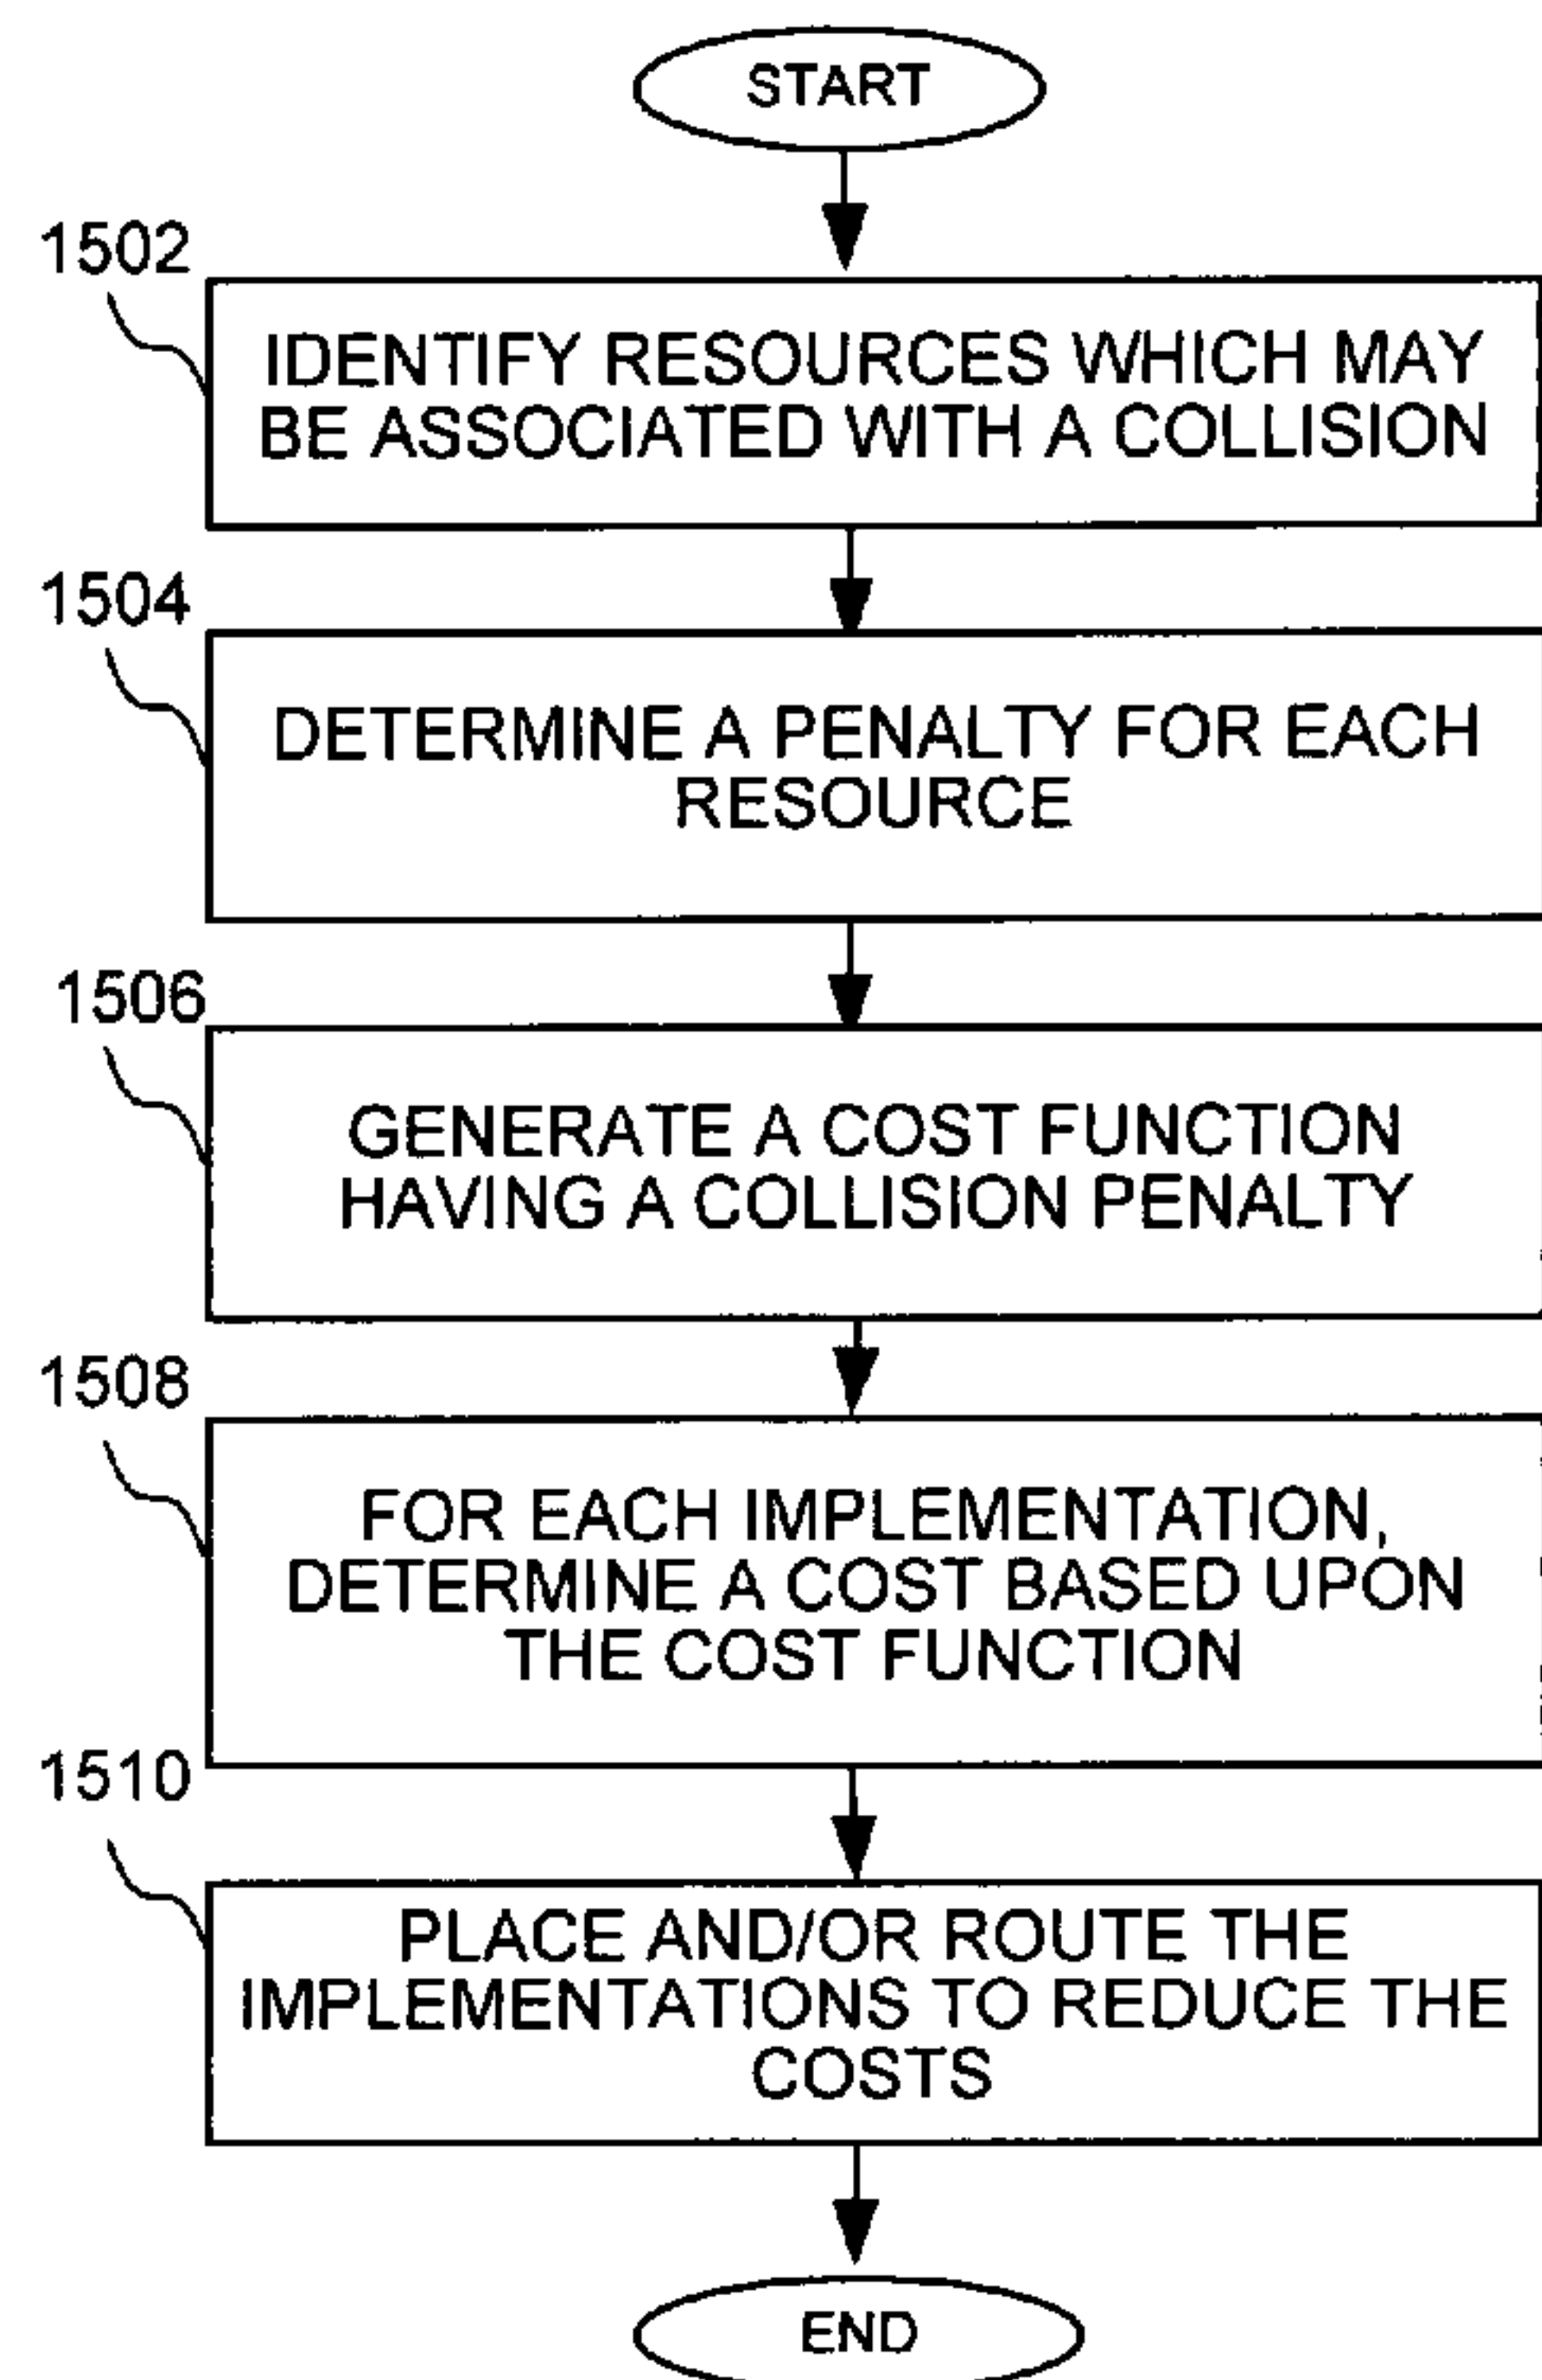 START
1502
IDENTIFY RESOURCES WHICH MAY
BE ASSOCIATED WITH A COLLISION
1504
DETERMINE A PENALTY FOR EACH
RESOURCE
1506
GENERATE A COST FUNCTION
HAVING A COLLISION PENALTY
1508
FOR EACH IMPLEMENTATION,
DETERMINE A COST BASED UPON
THE COST FUNCTION
1510
PLACE AND/OR ROUTE THE
IMPLEMENTATIONS TO REDUCE THE
COSTS
END